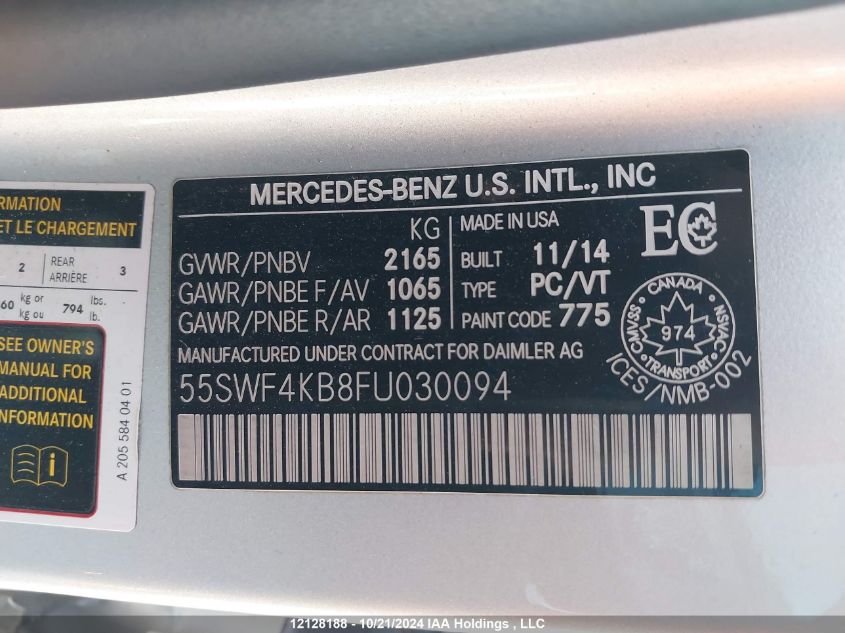 RMATION
ET LE CHARGEMENT
2 REAR ARRIÈRE 3
60 kg or kg ou 794 lbs. lb.
SEE OWNER'S
MANUAL FOR
ADDITIONAL
INFORMATION
A 205 584 04 01
MERCEDES-BENZ U.S. INTL., INC
KG
GVWR/PNBV 2165
GAWR/PNBE F/AV 1065
GAWR/PNBE R/AR 1125
MADE IN USA
BUILT 11/14
TYPE PC/VT
PAINT CODE 775
EC
CANADA
974
TRANSPORT
NSVAC
CMVSS
ICES/NMB-002
MANUFACTURED UNDER CONTRACT FOR DAIMLER AG
55SWF4KB8FU030094
12128188 - 10/21/2024 IAA Holdings , LLC